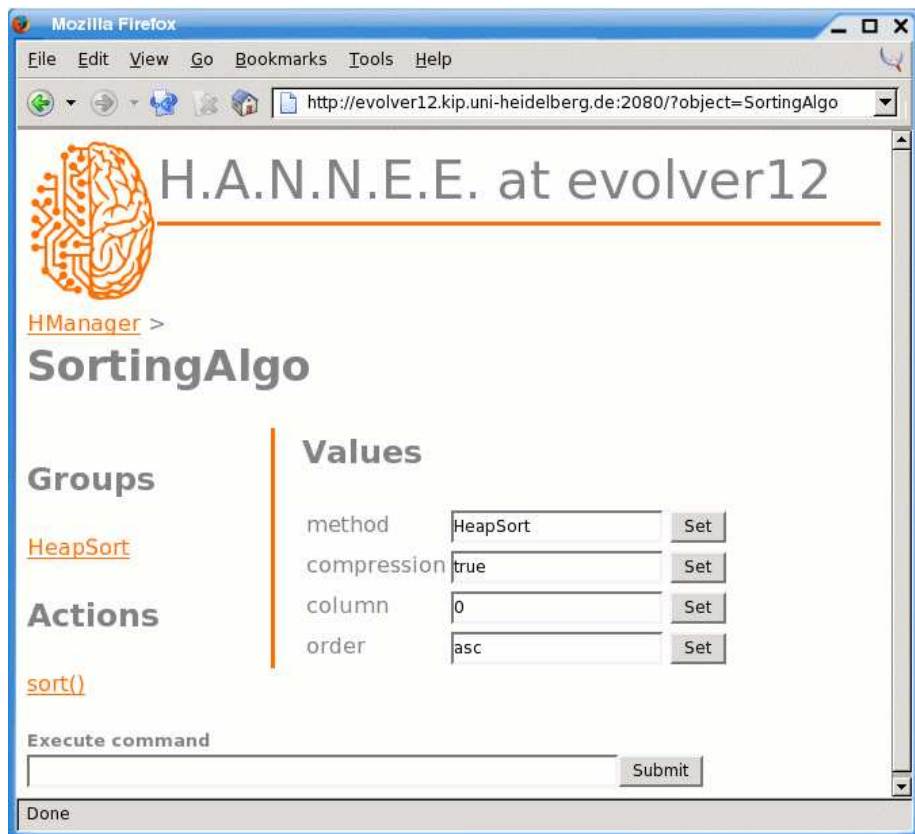 Mozilla Firefox
File Edit View Go Bookmarks Tools Help
http://evolver12.kip.uni-heidelberg.de:2080/?object=SortingAlgo
H.A.N.N.E.E. at evolver12
HManager >
SortingAlgo
Groups
HeapSort
Actions
sort()
Values
method HeapSort Set
compression true Set
column 0 Set
order asc Set
Execute command
Submit
Done